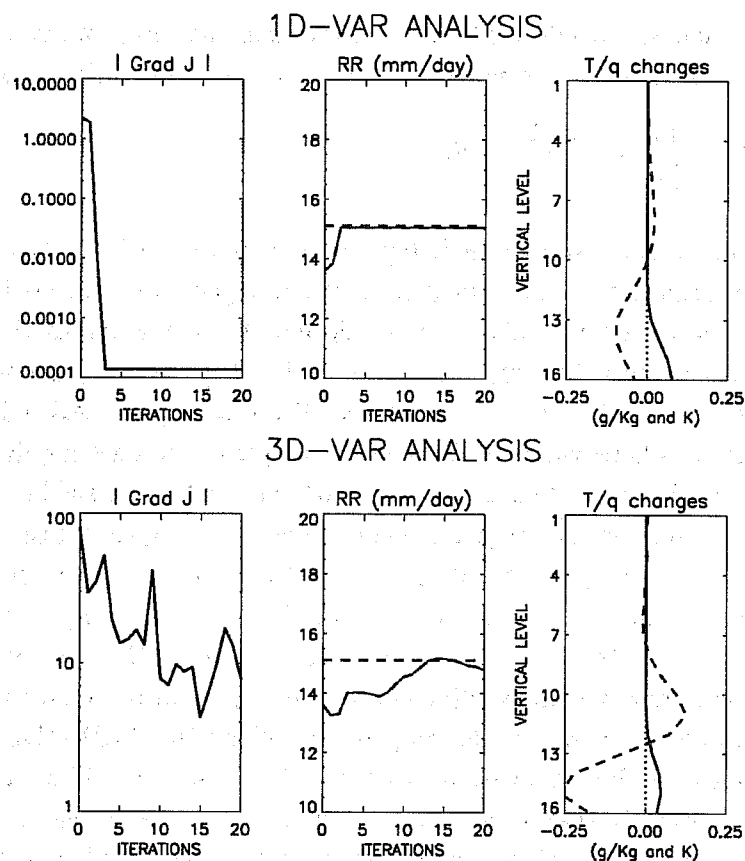 1D-VAR ANALYSIS
| Grad J |
RR (mm/day)
T/q changes
10.0000
1.0000
0.1000
0.0100
0.0010
0.0001
0 5 10 15 20
ITERATIONS
20
18
16
14
12
10
0 5 10 15 20
ITERATIONS
VERTICAL LEVEL
1
4
7
10
13
16
-0.25 0.00 0.25
(g/Kg and K)
3D-VAR ANALYSIS
| Grad J |
RR (mm/day)
T/q changes
100
10
1
0 5 10 15 20
ITERATIONS
20
18
16
14
12
10
0 5 10 15 20
ITERATIONS
VERTICAL LEVEL
1
4
7
10
13
16
-0.25 0.00 0.25
(g/Kg and K)